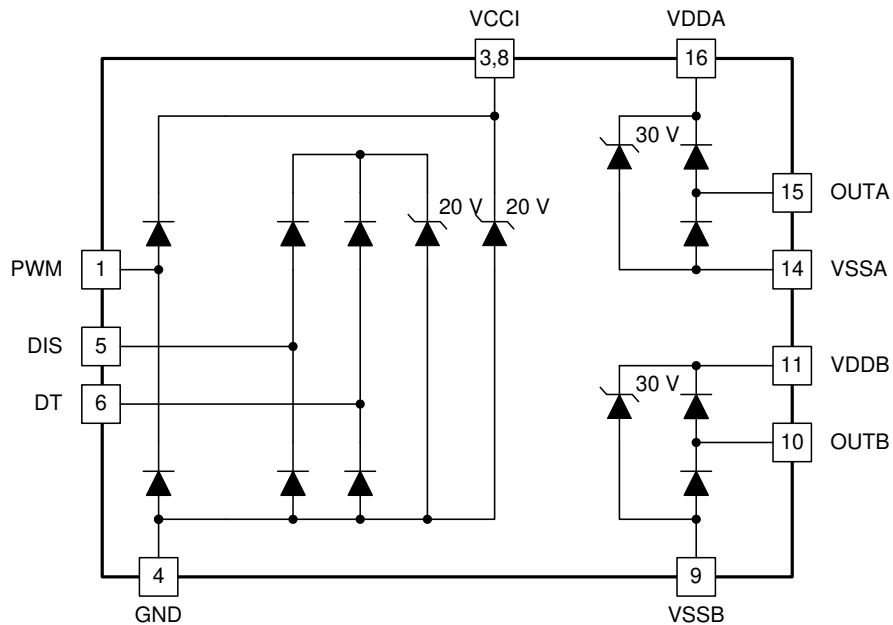 VCCI
VDDA
3,8
16
30 V
20 V
20 V
15
OUTA
PWM
1
14
VSSA
DIS
5
11
VDDB
DT
6
30 V
10
OUTB
4
9
GND
VSSB